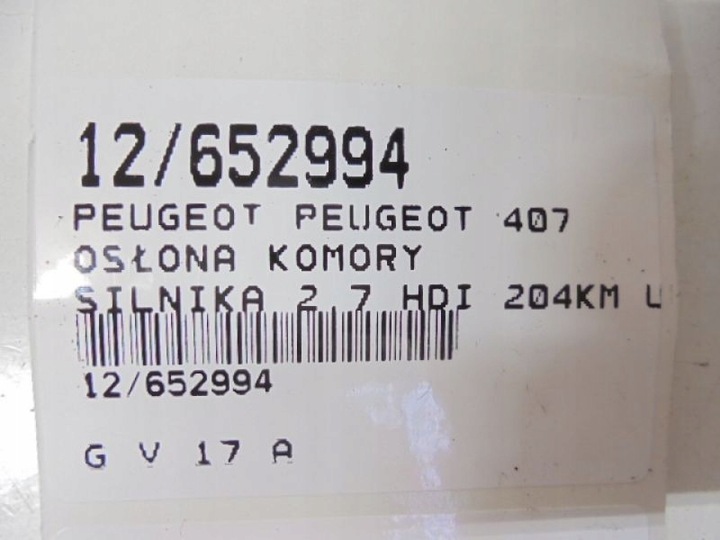 12/652994
PEUGEOT PEUGEOT 407
OSŁONA KOMORY
SILNIKA 2.7 HDI 204KM U
12/652994
G V 17 A